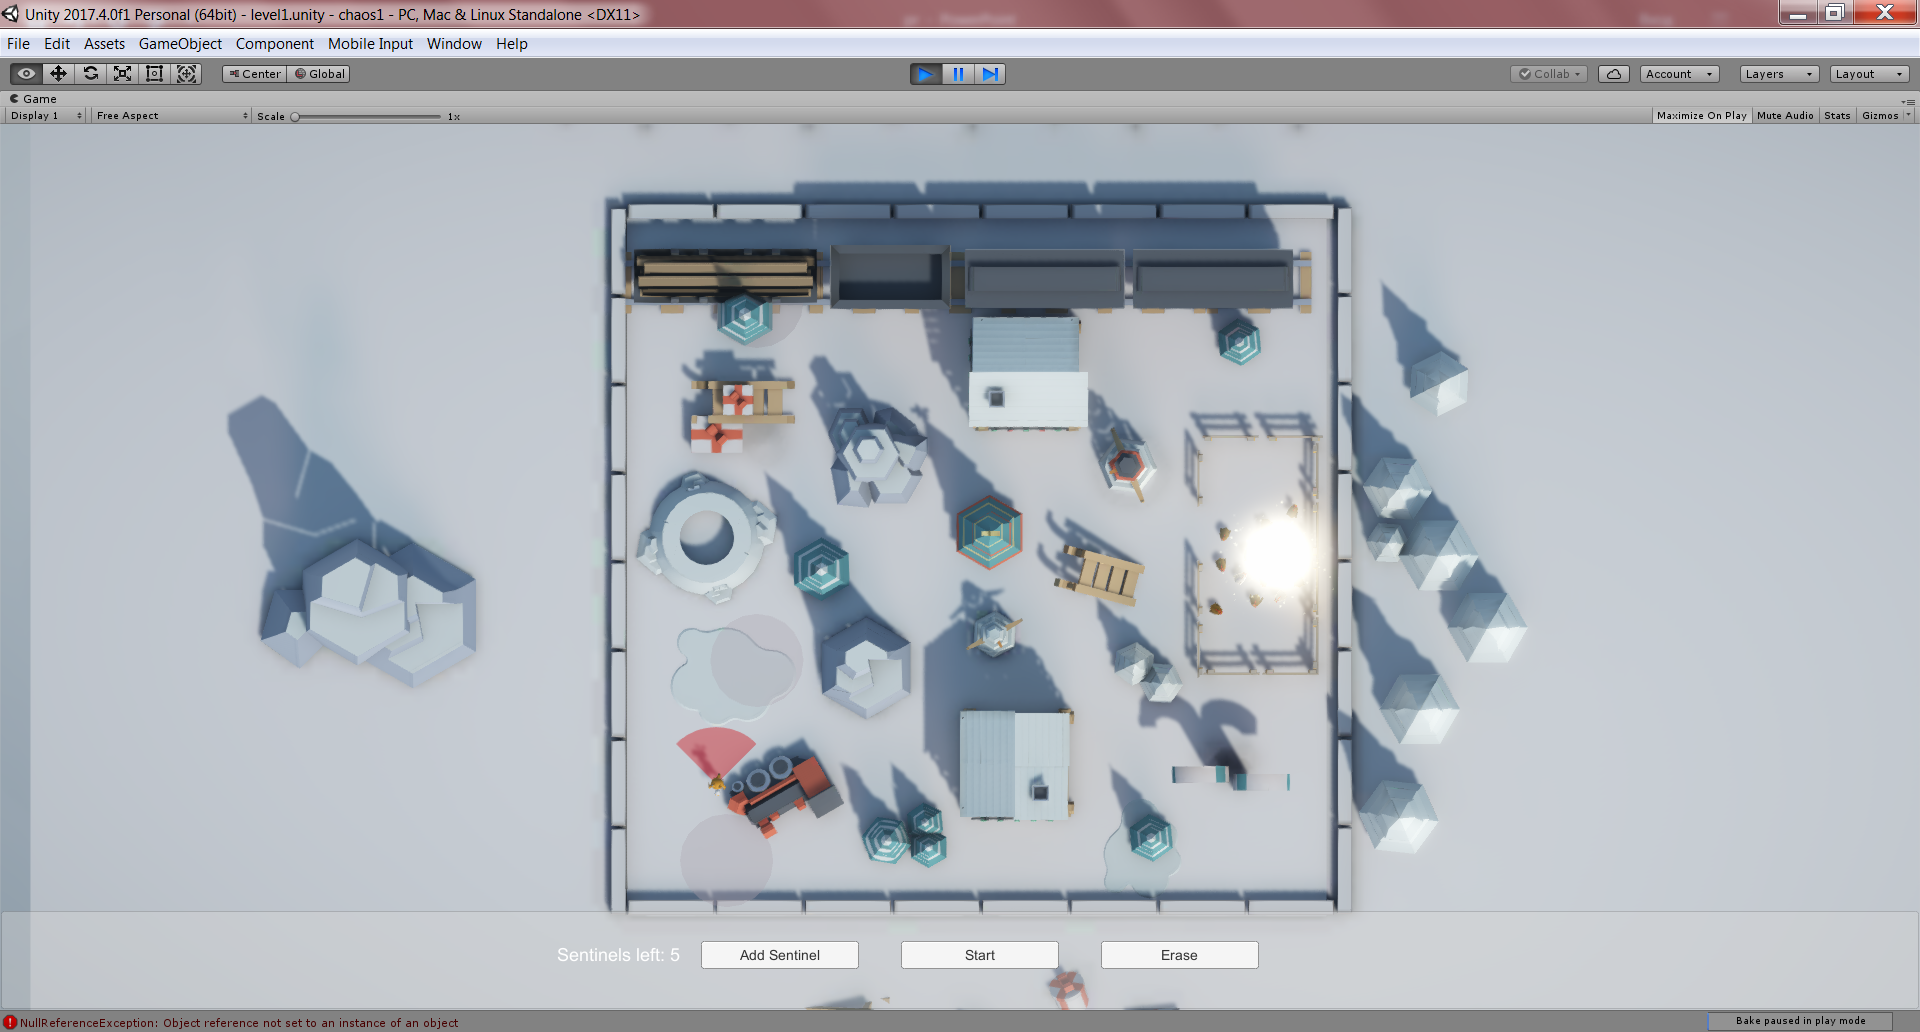 Unity 2017.4.0f1 Personal (64bit) - level1.unity - chaos1 - PC, Mac & Linux Standalone <DX11>
File Edit Assets GameObject Component Mobile Input Window Help
Center Global Collab Account Layers Layout
Game
Display 1 Free Aspect Scale 1x Maximize On Play Mute Audio Stats Gizmos
Sentinels left: 5 Add Sentinel Start Erase
NullReferenceException: Object reference not set to an instance of an object
Bake paused in play mode